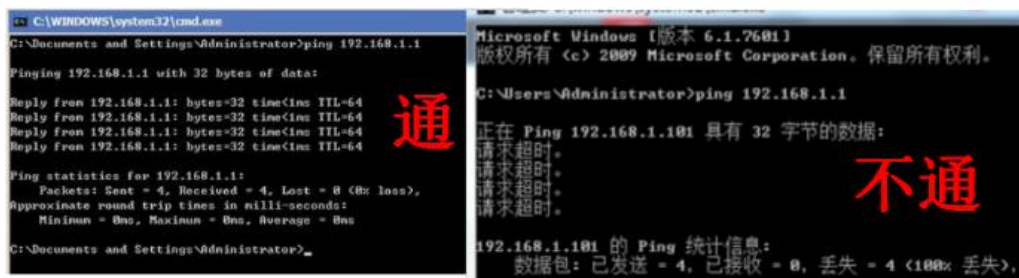 C:\WINDOWS\system32\cmd.exe
C:\Documents and Settings\Administrator>ping 192.168.1.1
Pinging 192.168.1.1 with 32 bytes of data:
Reply from 192.168.1.1: bytes=32 time<1ms TTL=64
Reply from 192.168.1.1: bytes=32 time<1ms TTL=64
Reply from 192.168.1.1: bytes=32 time<1ms TTL=64
Reply from 192.168.1.1: bytes=32 time<1ms TTL=64
Ping statistics for 192.168.1.1:
Packets: Sent = 4, Received = 4, Lost = 0 (0% loss),
Approximate round trip times in milli-seconds:
Minimum = 0ms, Maximum = 0ms, Average = 0ms
C:\Documents and Settings\Administrator>_
通
Microsoft Windows [版本 6.1.7601]
版权所有 (c) 2009 Microsoft Corporation。保留所有权利。
C:\Users\Administrator>ping 192.168.1.1
正在 Ping 192.168.1.101 具有 32 字节的数据:
请求超时。
请求超时。
请求超时。
请求超时。
192.168.1.101 的 Ping 统计信息:
数据包: 已发送 = 4, 已接收 = 0, 丢失 = 4 (100% 丢失),
不通